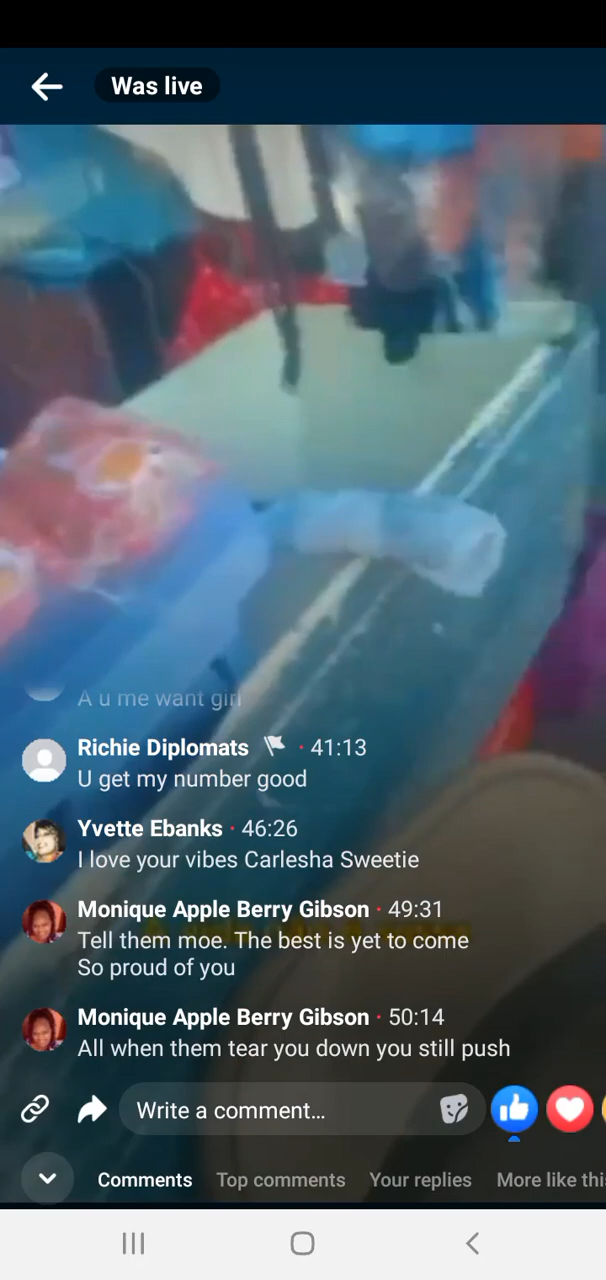 Was live
A u me want girl
Richie Diplomats · 41:13
U get my number good
Yvette Ebanks · 46:26
I love your vibes Carlesha Sweetie
Monique Apple Berry Gibson · 49:31
Tell them moe. The best is yet to come
So proud of you
Monique Apple Berry Gibson · 50:14
All when them tear you down you still push
Write a comment...
Comments Top comments Your replies More like this